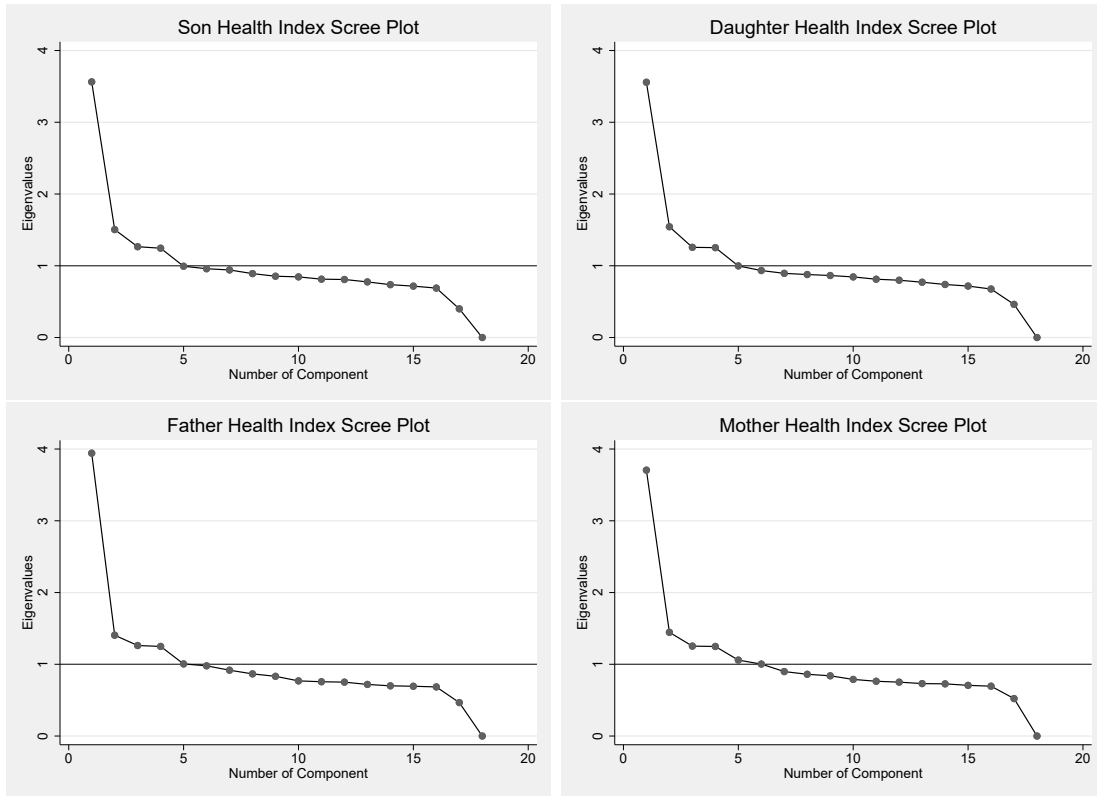 Son Health Index Scree Plot
Eigenvalues
4
3
2
1
0
0 5 10 15 20
Number of Component
Daughter Health Index Scree Plot
Eigenvalues
4
3
2
1
0
0 5 10 15 20
Number of Component
Father Health Index Scree Plot
Eigenvalues
4
3
2
1
0
0 5 10 15 20
Number of Component
Mother Health Index Scree Plot
Eigenvalues
4
3
2
1
0
0 5 10 15 20
Number of Component